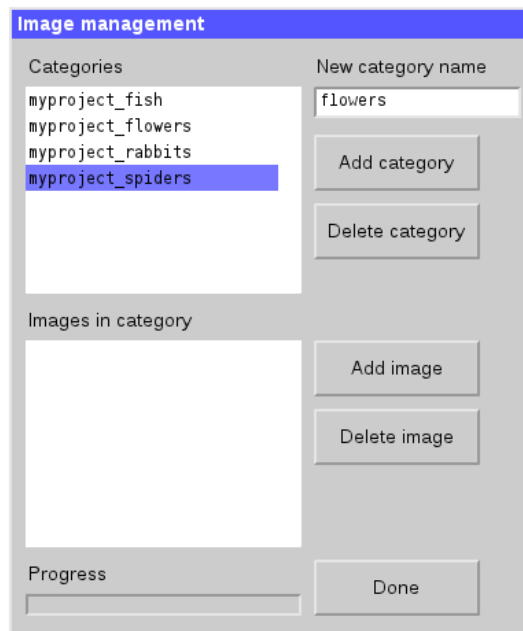 Image management
Categories
New category name
myproject_fish
myproject_flowers
myproject_rabbits
myproject_spiders
flowers
Add category
Delete category
Images in category
Add image
Delete image
Progress
Done